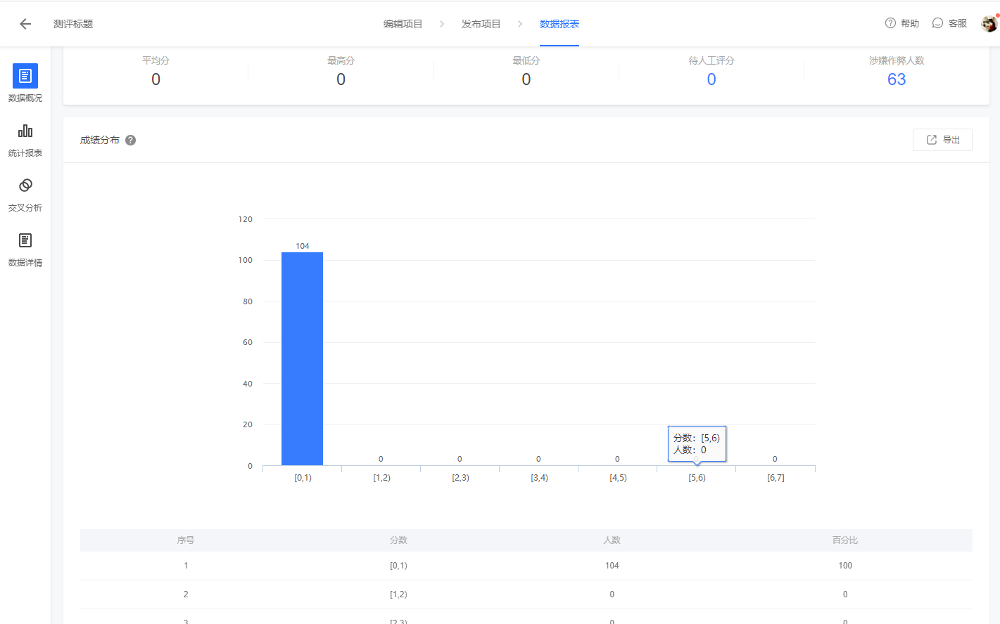 测评标题
编辑项目
发布项目
数据报表
帮助
客服
数据概况
统计报表
交叉分析
数据详情
平均分
最高分
最低分
待人工评分
涉嫌作弊人数
0
0
0
0
63
成绩分布 ?
导出
120
100
80
60
40
20
0
104
0
0
0
0
0
分数：[5,6)
人数：0
[0,1)
[1,2)
[2,3)
[3,4)
[4,5)
[5,6)
[6,7]
序号 分数 人数 百分比
1 [0,1) 104 100
2 [1,2) 0 0
3 [2,3) 0 0